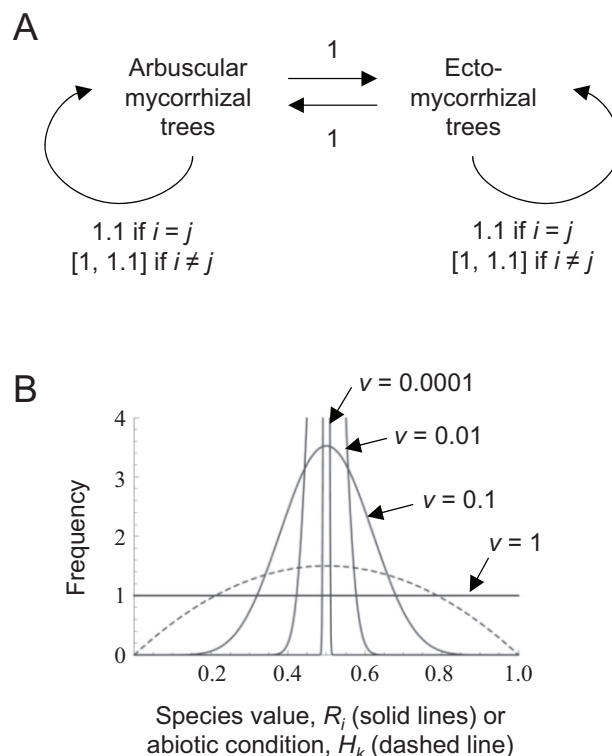 A
Arbuscular
mycorrhizal
trees
1
1
Ecto-
mycorrhizal
trees
1.1 if i = j
[1, 1.1] if i ≠ j
1.1 if i = j
[1, 1.1] if i ≠ j
B
v = 0.0001
v = 0.01
v = 0.1
v = 1
Frequency
4
3
2
1
0
0.2
0.4
0.6
0.8
1.0
Species value, Rᵢ (solid lines) or
abiotic condition, Hₖ (dashed line)